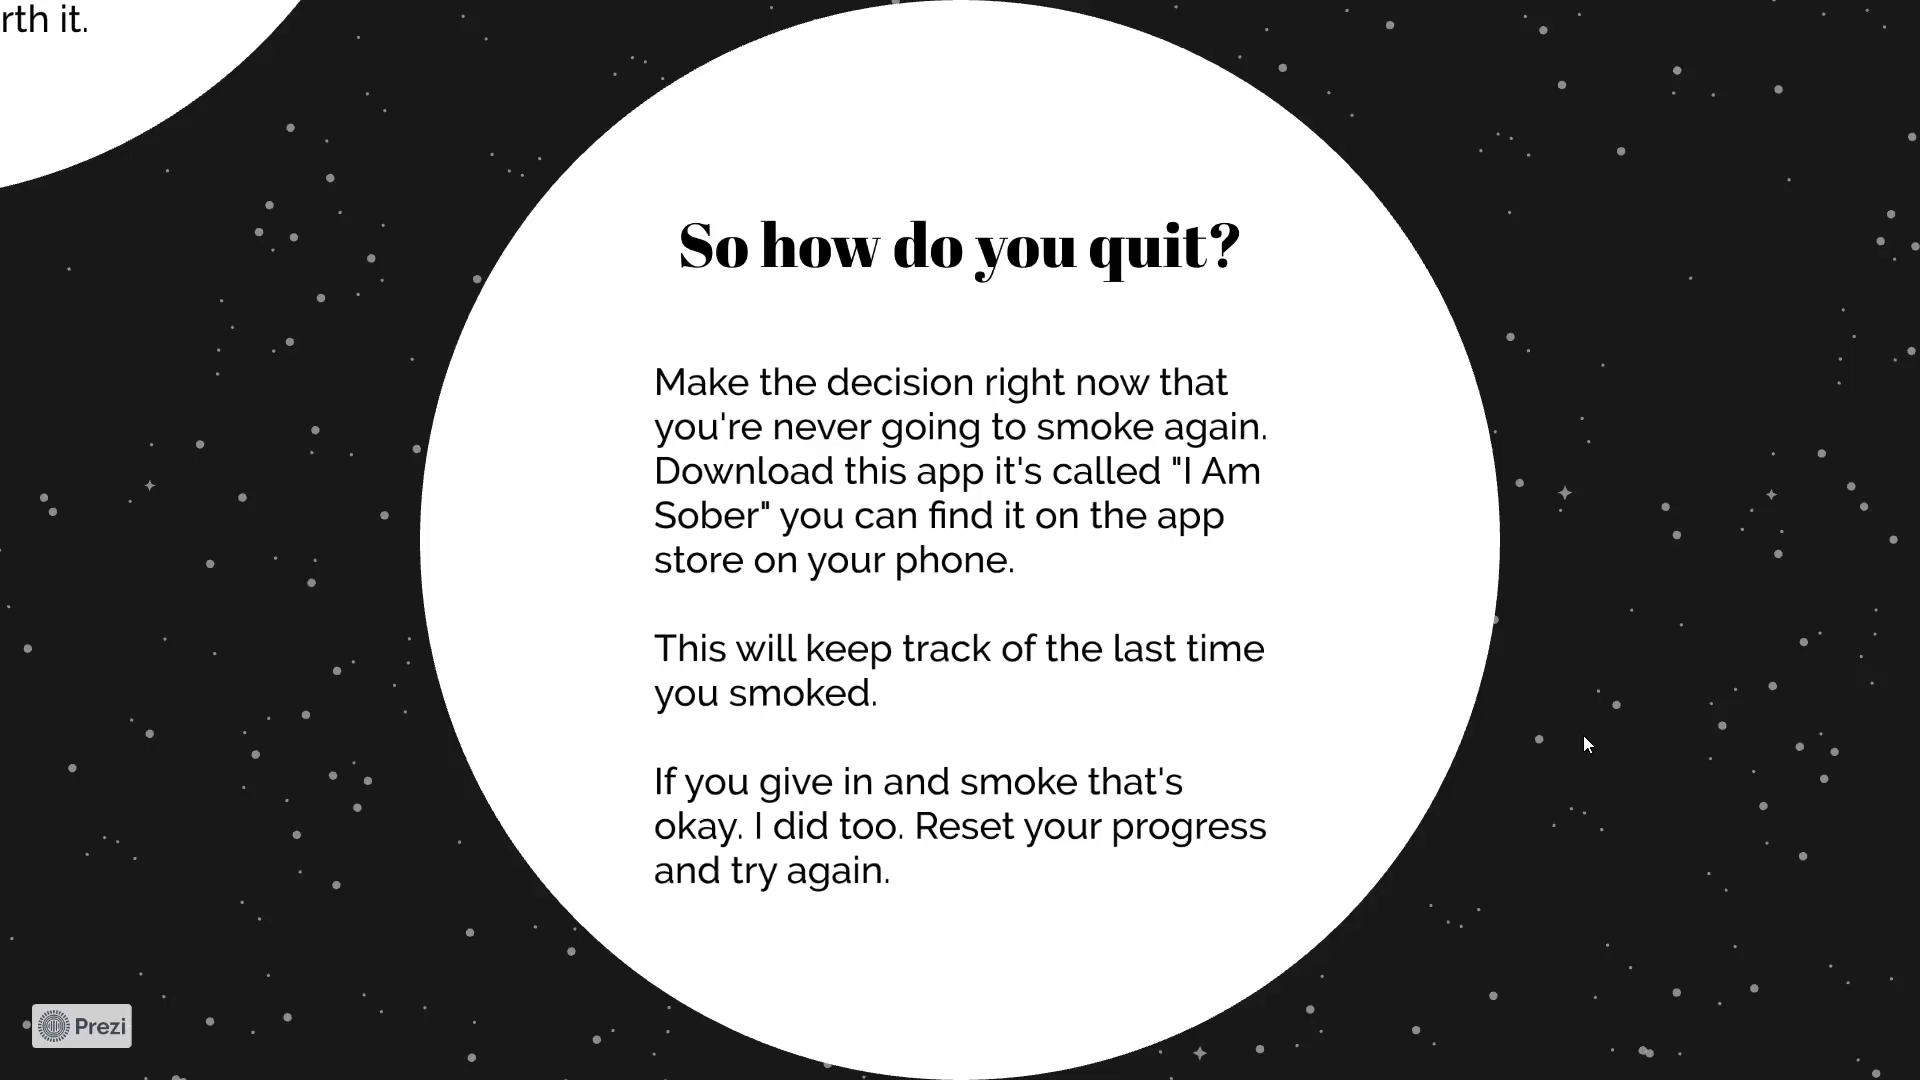 rth it.
So how do you quit?
Make the decision right now that
you're never going to smoke again.
Download this app it's called "I Am
Sober" you can find it on the app
store on your phone.
This will keep track of the last time
you smoked.
If you give in and smoke that's
okay. I did too. Reset your progress
and try again.
Prezi